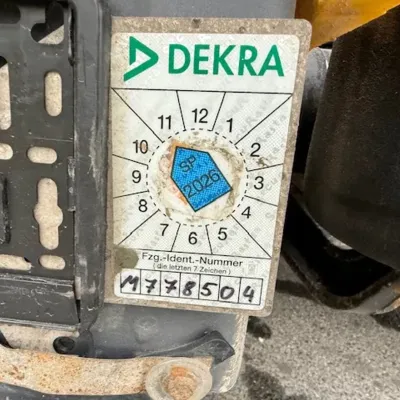 DEKRA
11 12 1
10 2
9 3
8 4
7 6 5
SP
2026
Fzg.-Ident.-Nummer
(die letzten 7 Zeichen)
M778504